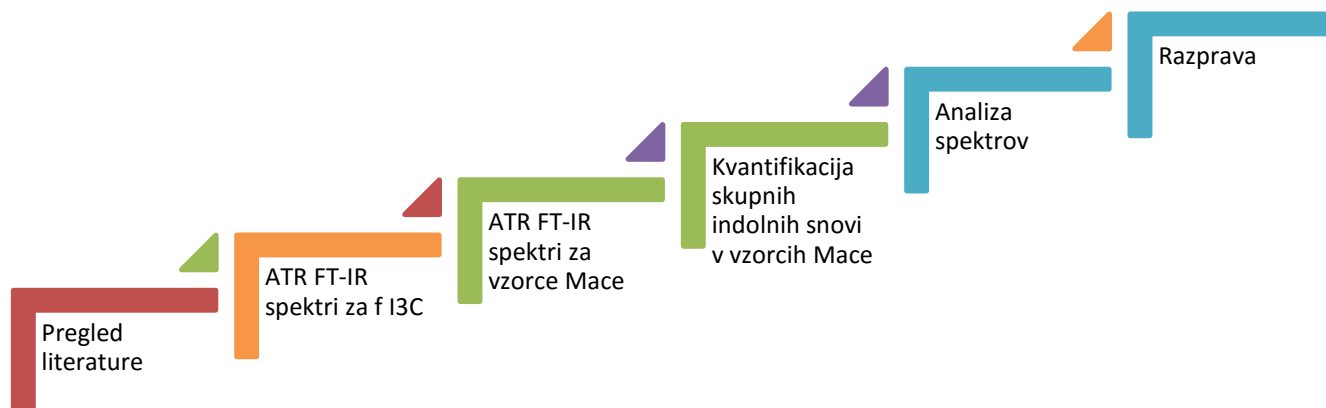 Pregled
literature
ATR FT-IR
spektri za f I3C
ATR FT-IR
spektri za
vzorce Mace
Kvantifikacija
skupnih
indolnih snovi
v vzorcih Mace
Analiza
spektrov
Razprava